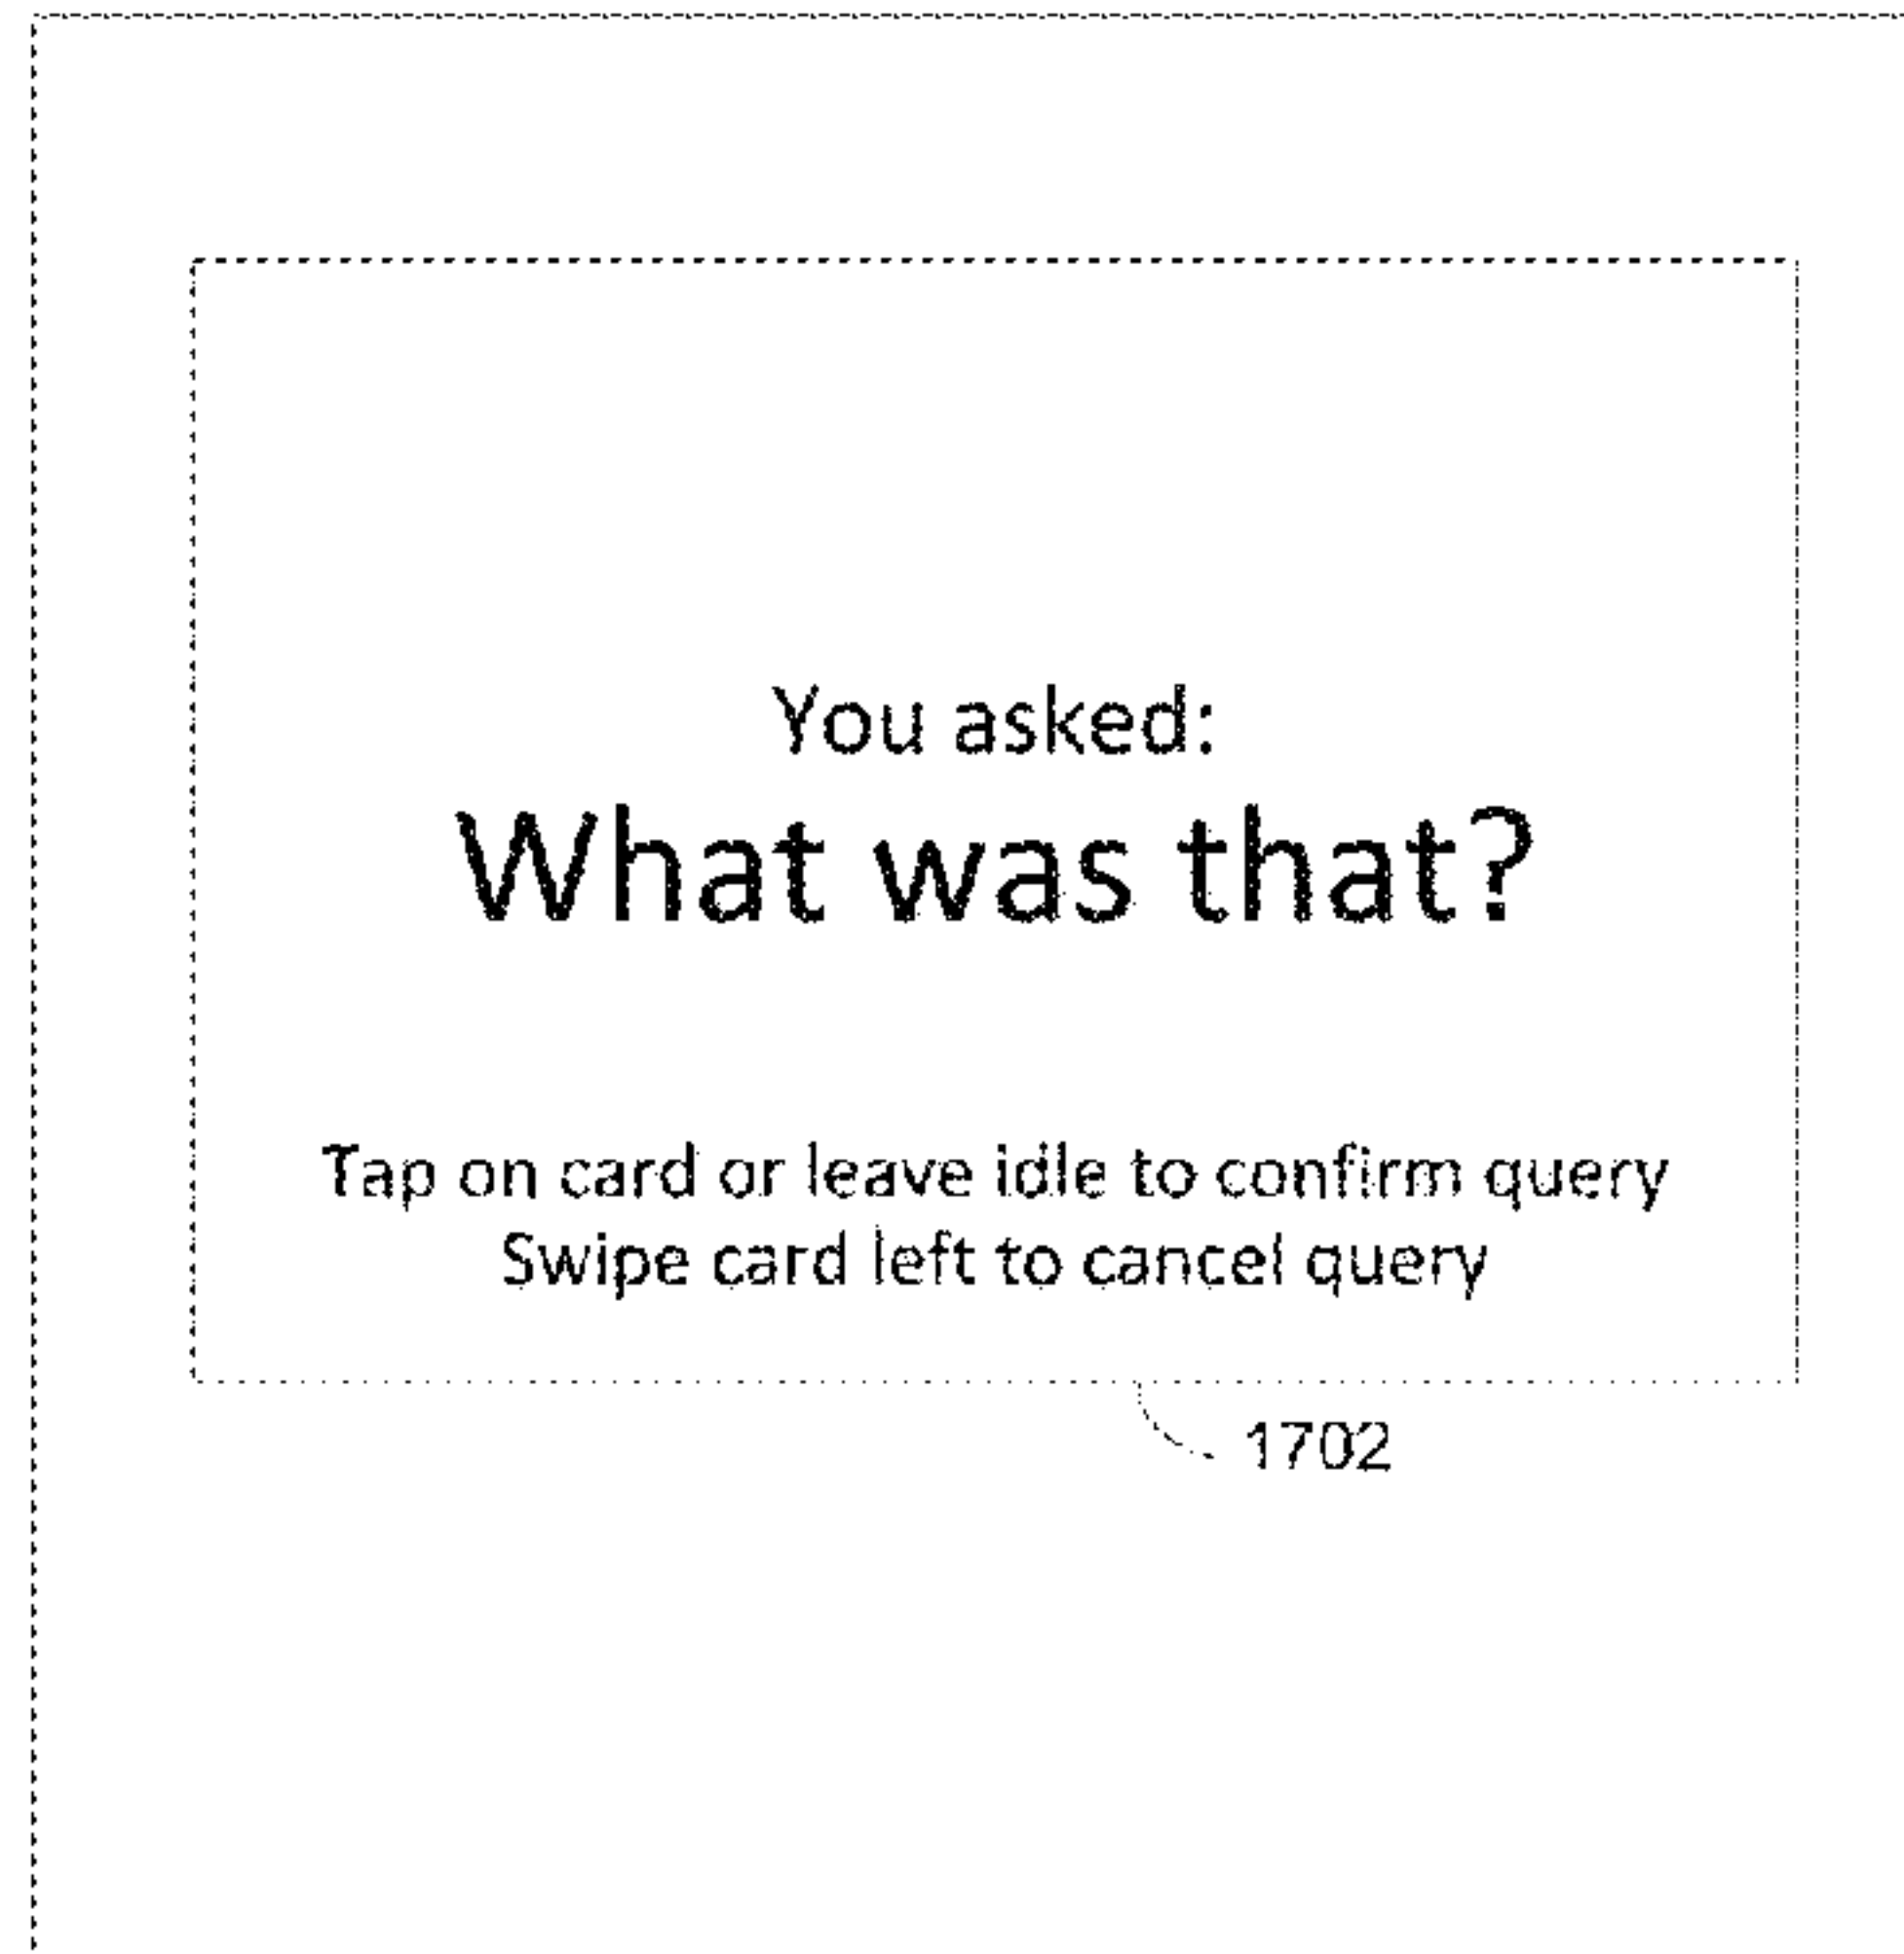 You asked:
What was that?
Tap on card or leave idle to confirm query
Swipe card left to cancel query
1702